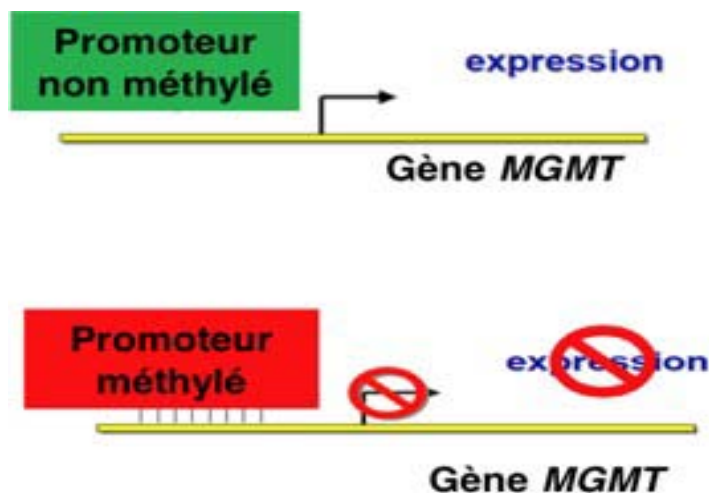 Promoteur
non méthylé
expression
Gène MGMT
Promoteur
méthylé
expression
Gène MGMT